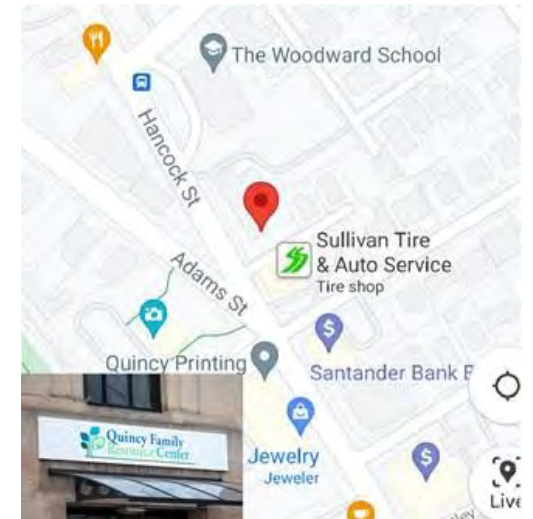 The Woodward School
Hancock St
Sullivan Tire
& Auto Service
Tire shop
Adams St
Quincy Printing
Santander Bank
Quincy Family
Resource Center
Jewelry
Jeweler
Live